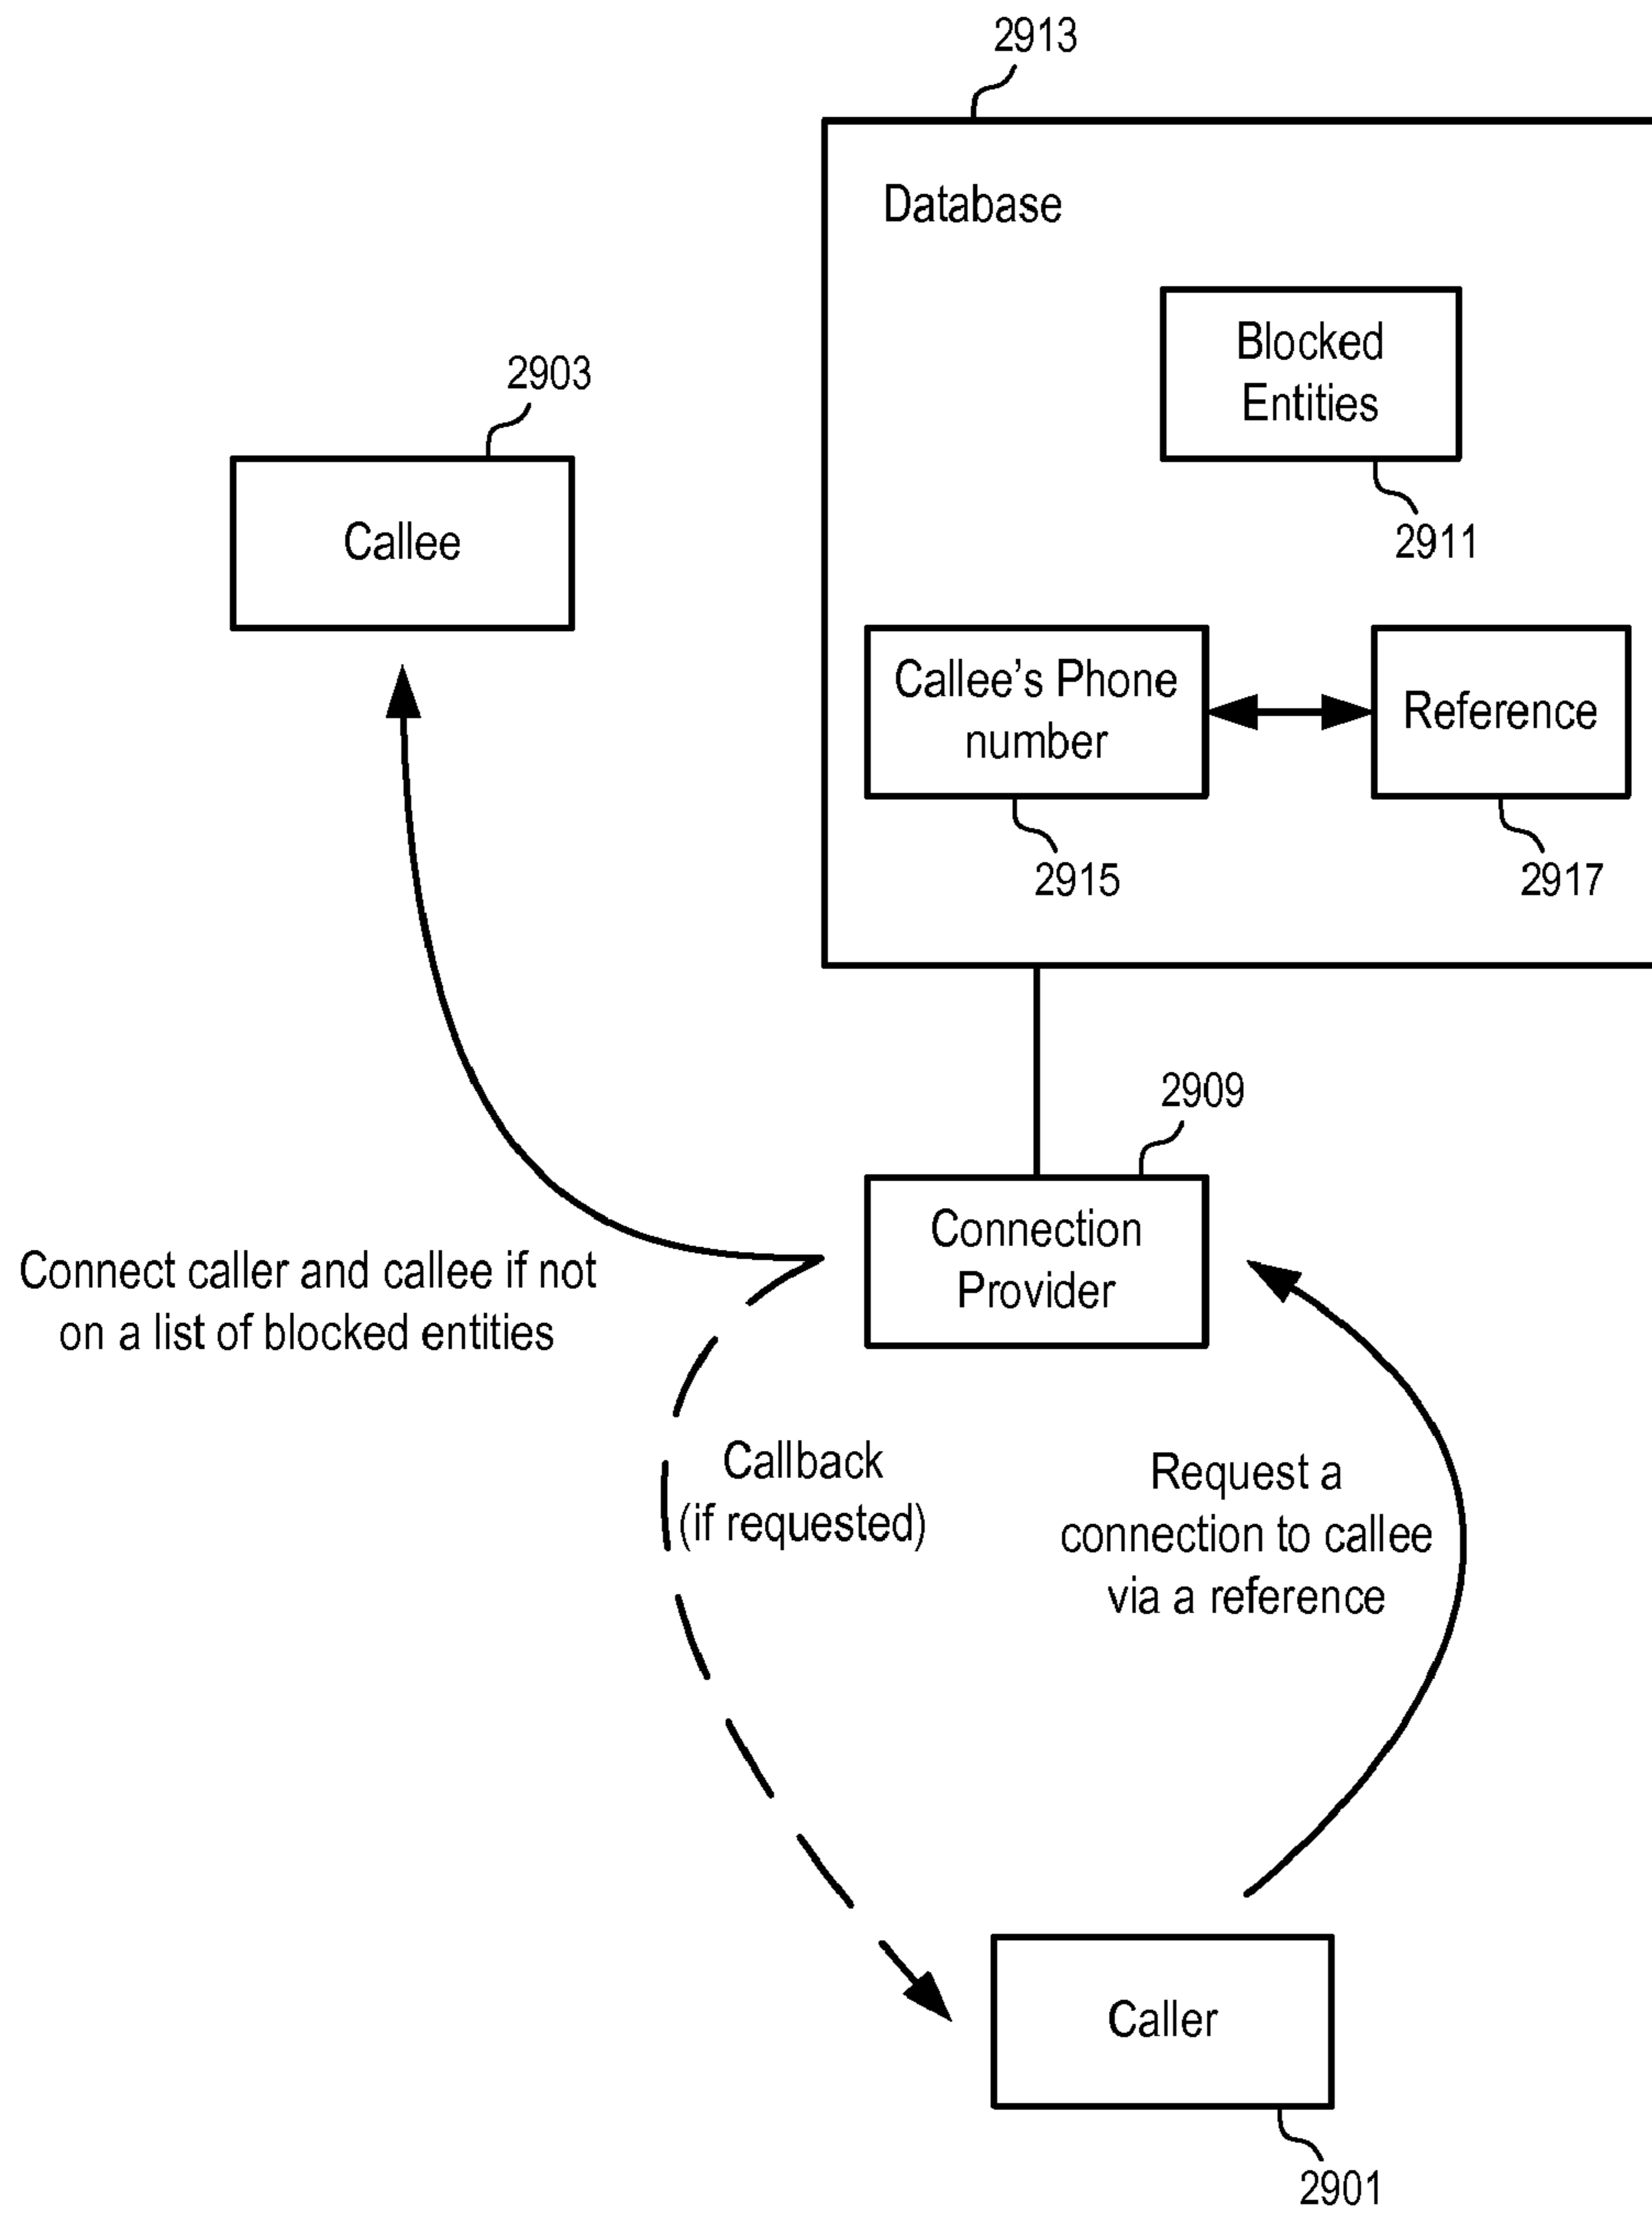 2913
Database
Blocked
Entities
2911
2903
Callee
Callee's Phone
number
2915
Reference
2917
2909
Connection
Provider
Connect caller and callee if not
on a list of blocked entities
Callback
(if requested)
Request a
connection to callee
via a reference
Caller
2901